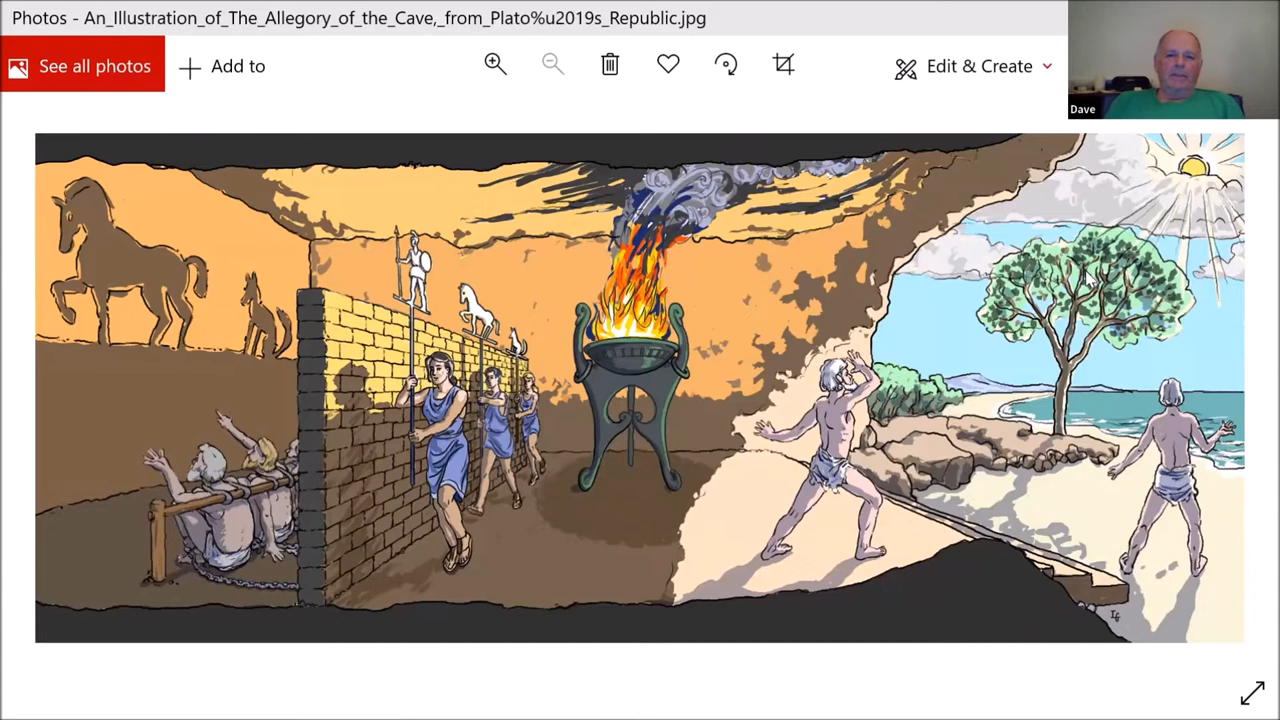 Photos - An_Illustration_of_The_Allegory_of_the_Cave,_from_Plato%u2019s_Republic.jpg
See all photos
Add to
Edit & Create
Dave